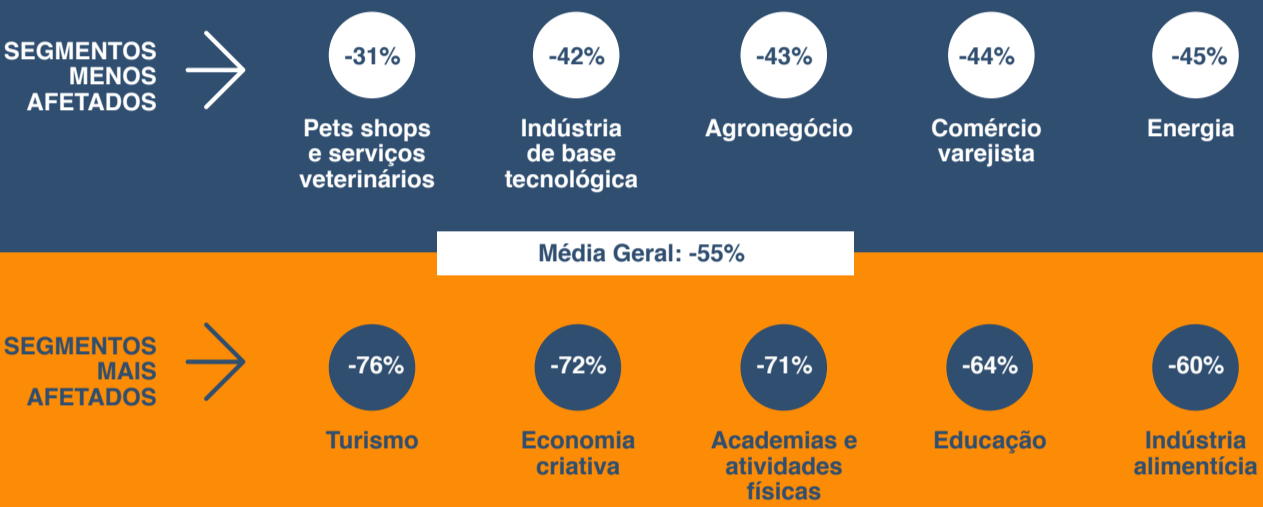 SEGMENTOS
MENOS
AFETADOS
-31%
-42%
-43%
-44%
-45%
Pets shops
e serviços
veterinários
Indústria
de base
tecnológica
Agronegócio
Comércio
varejista
Energia
Média Geral: -55%
SEGMENTOS
MAIS
AFETADOS
-76%
-72%
-71%
-64%
-60%
Turismo
Economia
criativa
Academias e
atividades
físicas
Educação
Indústria
alimentícia